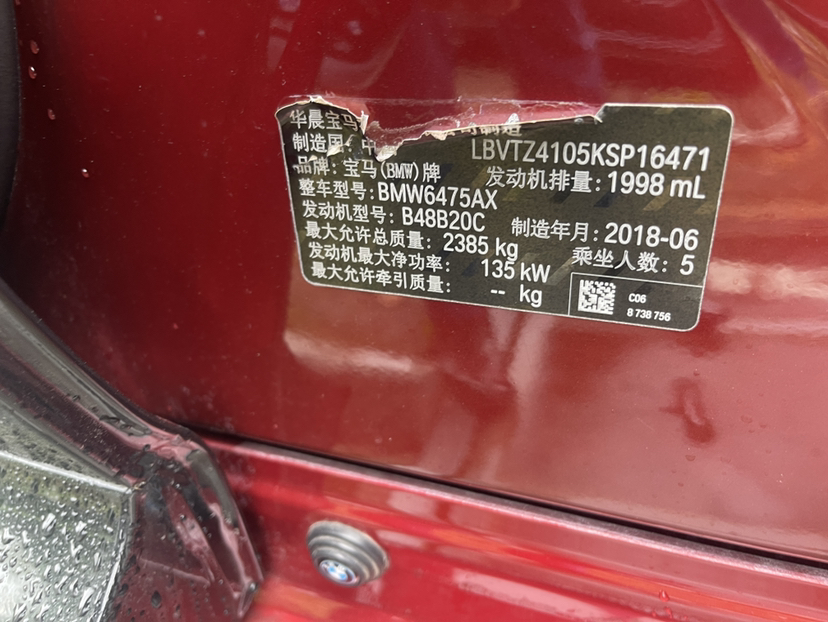 华晨宝马
制造国: 中
LBVTZ4105KSP16471
品牌: 宝马(BMW)牌
发动机排量: 1998 mL
整车型号: BMW6475AX
发动机型号: B48B20C
制造年月: 2018-06
最大允许总质量: 2385 kg
乘坐人数: 5
发动机最大净功率: 135 kW
最大允许牵引质量: -- kg
C06
8 738 756